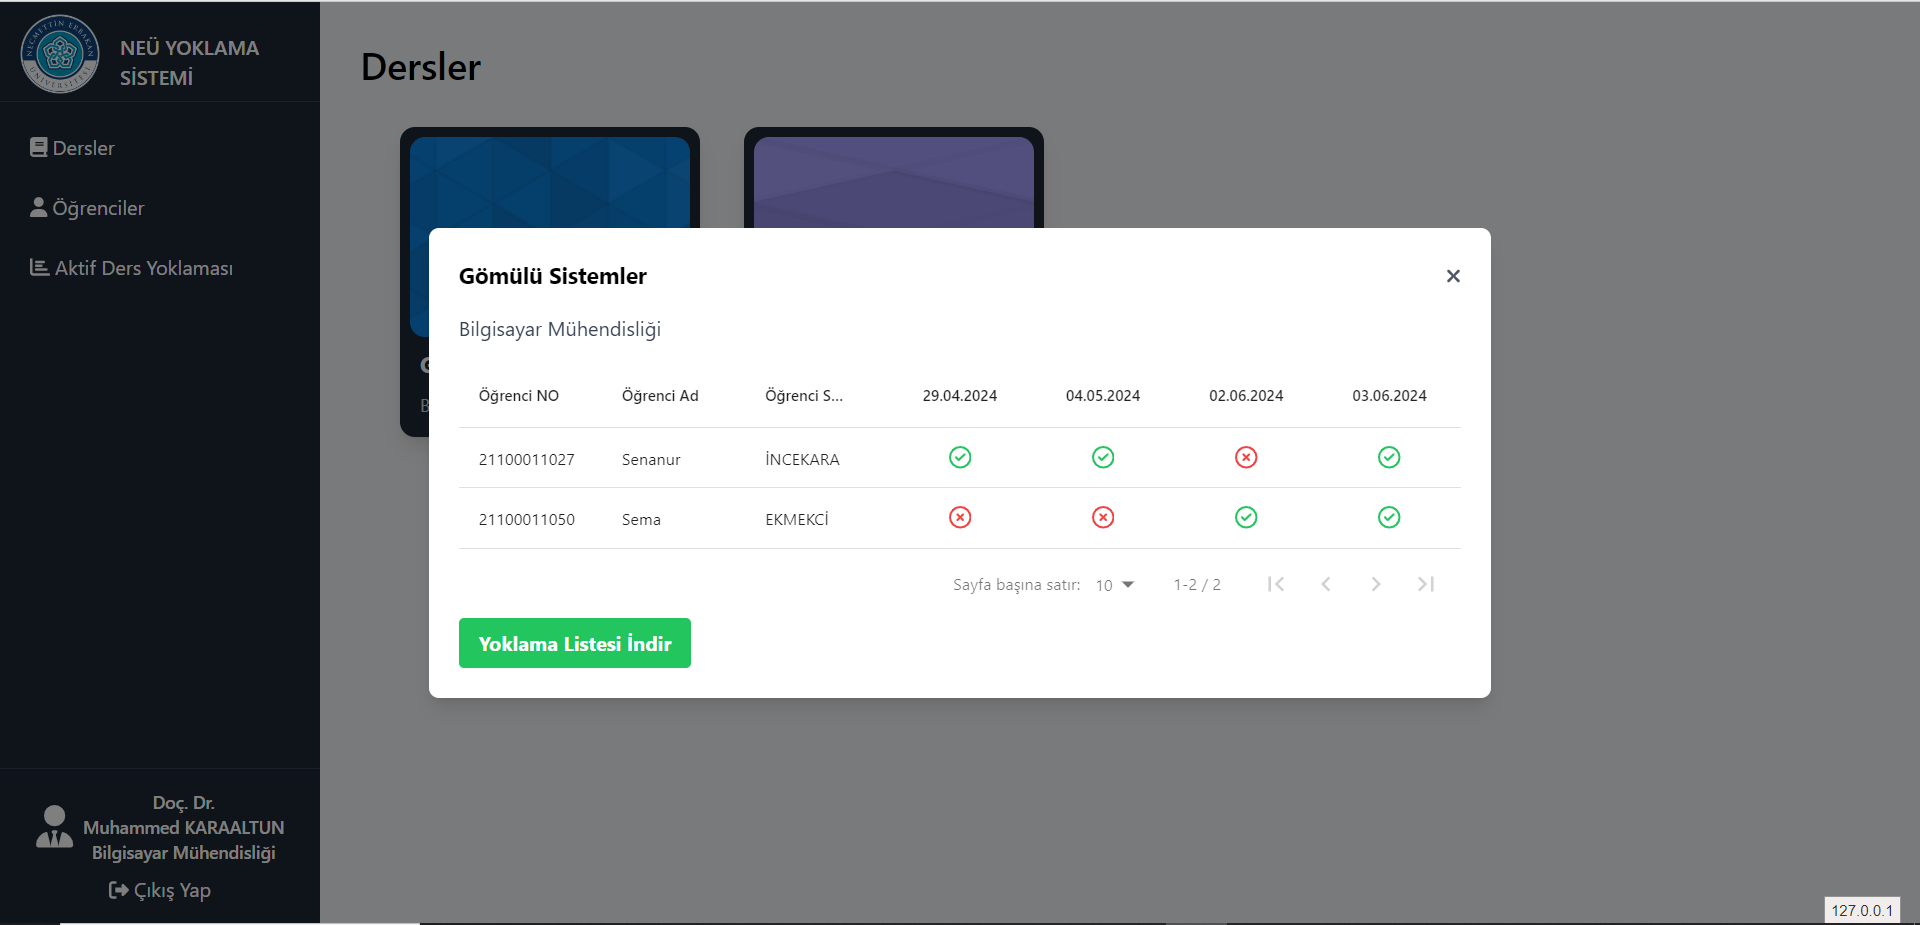 NECMETTİN ERBAKAN
ÜNİVERSİTESİ
NEÜ YOKLAMA
SİSTEMİ
Dersler
Öğrenciler
Aktif Ders Yoklaması
Doç. Dr.
Muhammed KARAALTUN
Bilgisayar Mühendisliği
Çıkış Yap
Dersler
G
B
Gömülü Sistemler
Bilgisayar Mühendisliği
Öğrenci NO Öğrenci Ad Öğrenci S... 29.04.2024 04.05.2024 02.06.2024 03.06.2024
21100011027 Senanur İNCEKARA
21100011050 Sema EKMEKCİ
Sayfa başına satır: 10 1-2 / 2
Yoklama Listesi İndir
127.0.0.1